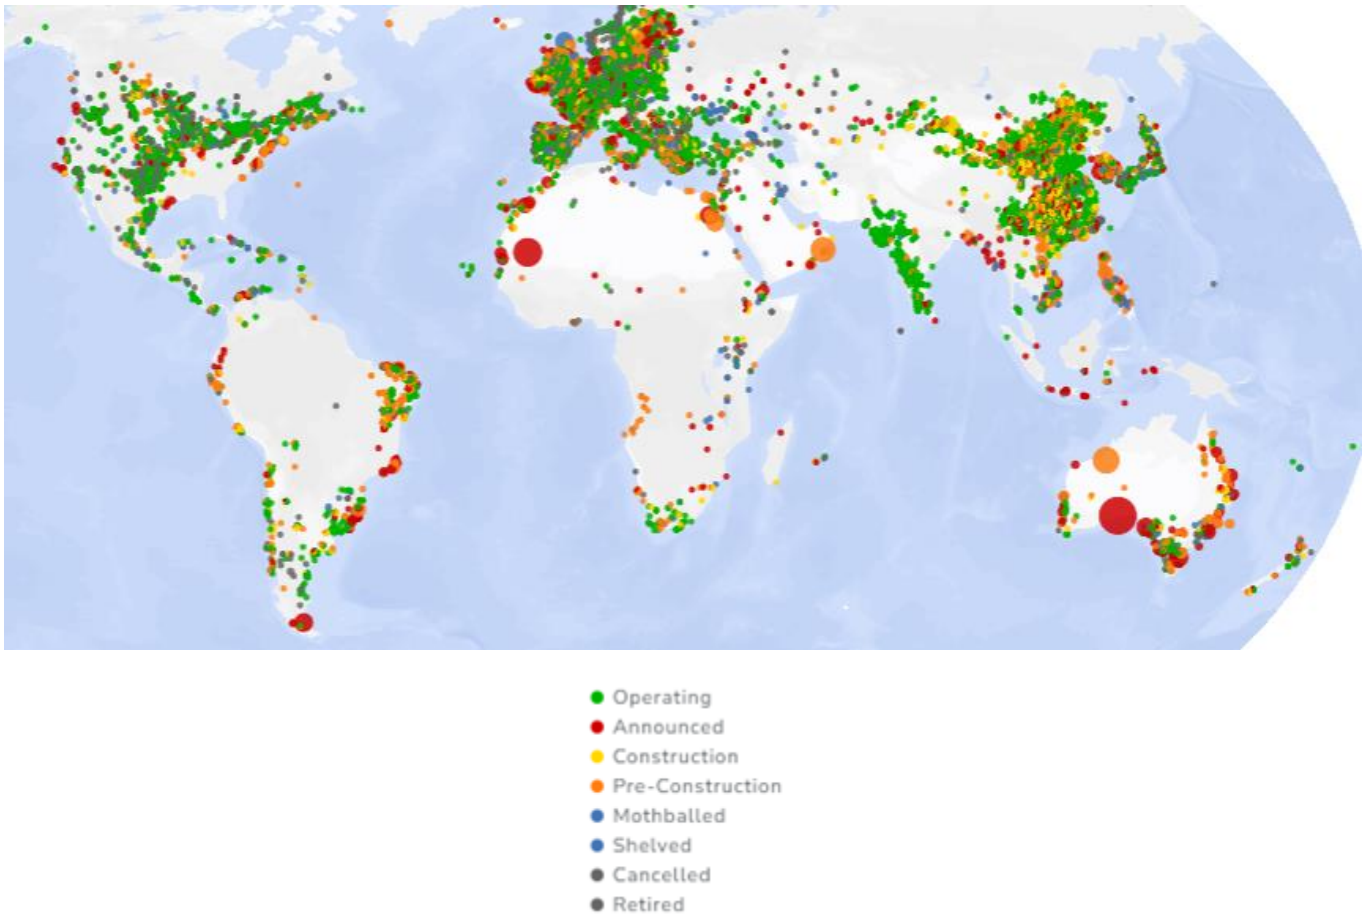 Operating
Announced
Construction
Pre-Construction
Mothballed
Shelved
Cancelled
Retired